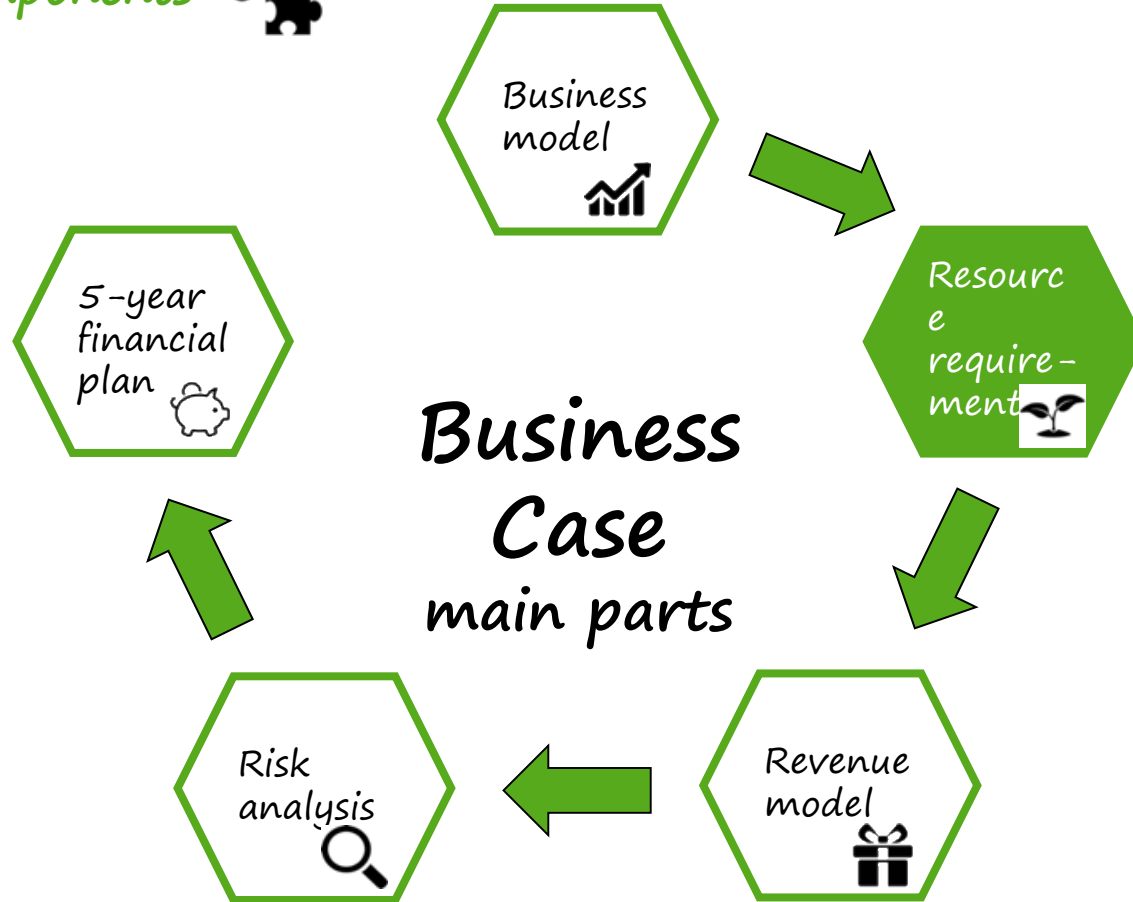 Business
model
Resourc
e
require-
ment
Revenue
model
Risk
analysis
5-year
financial
plan
Business
Case
main parts